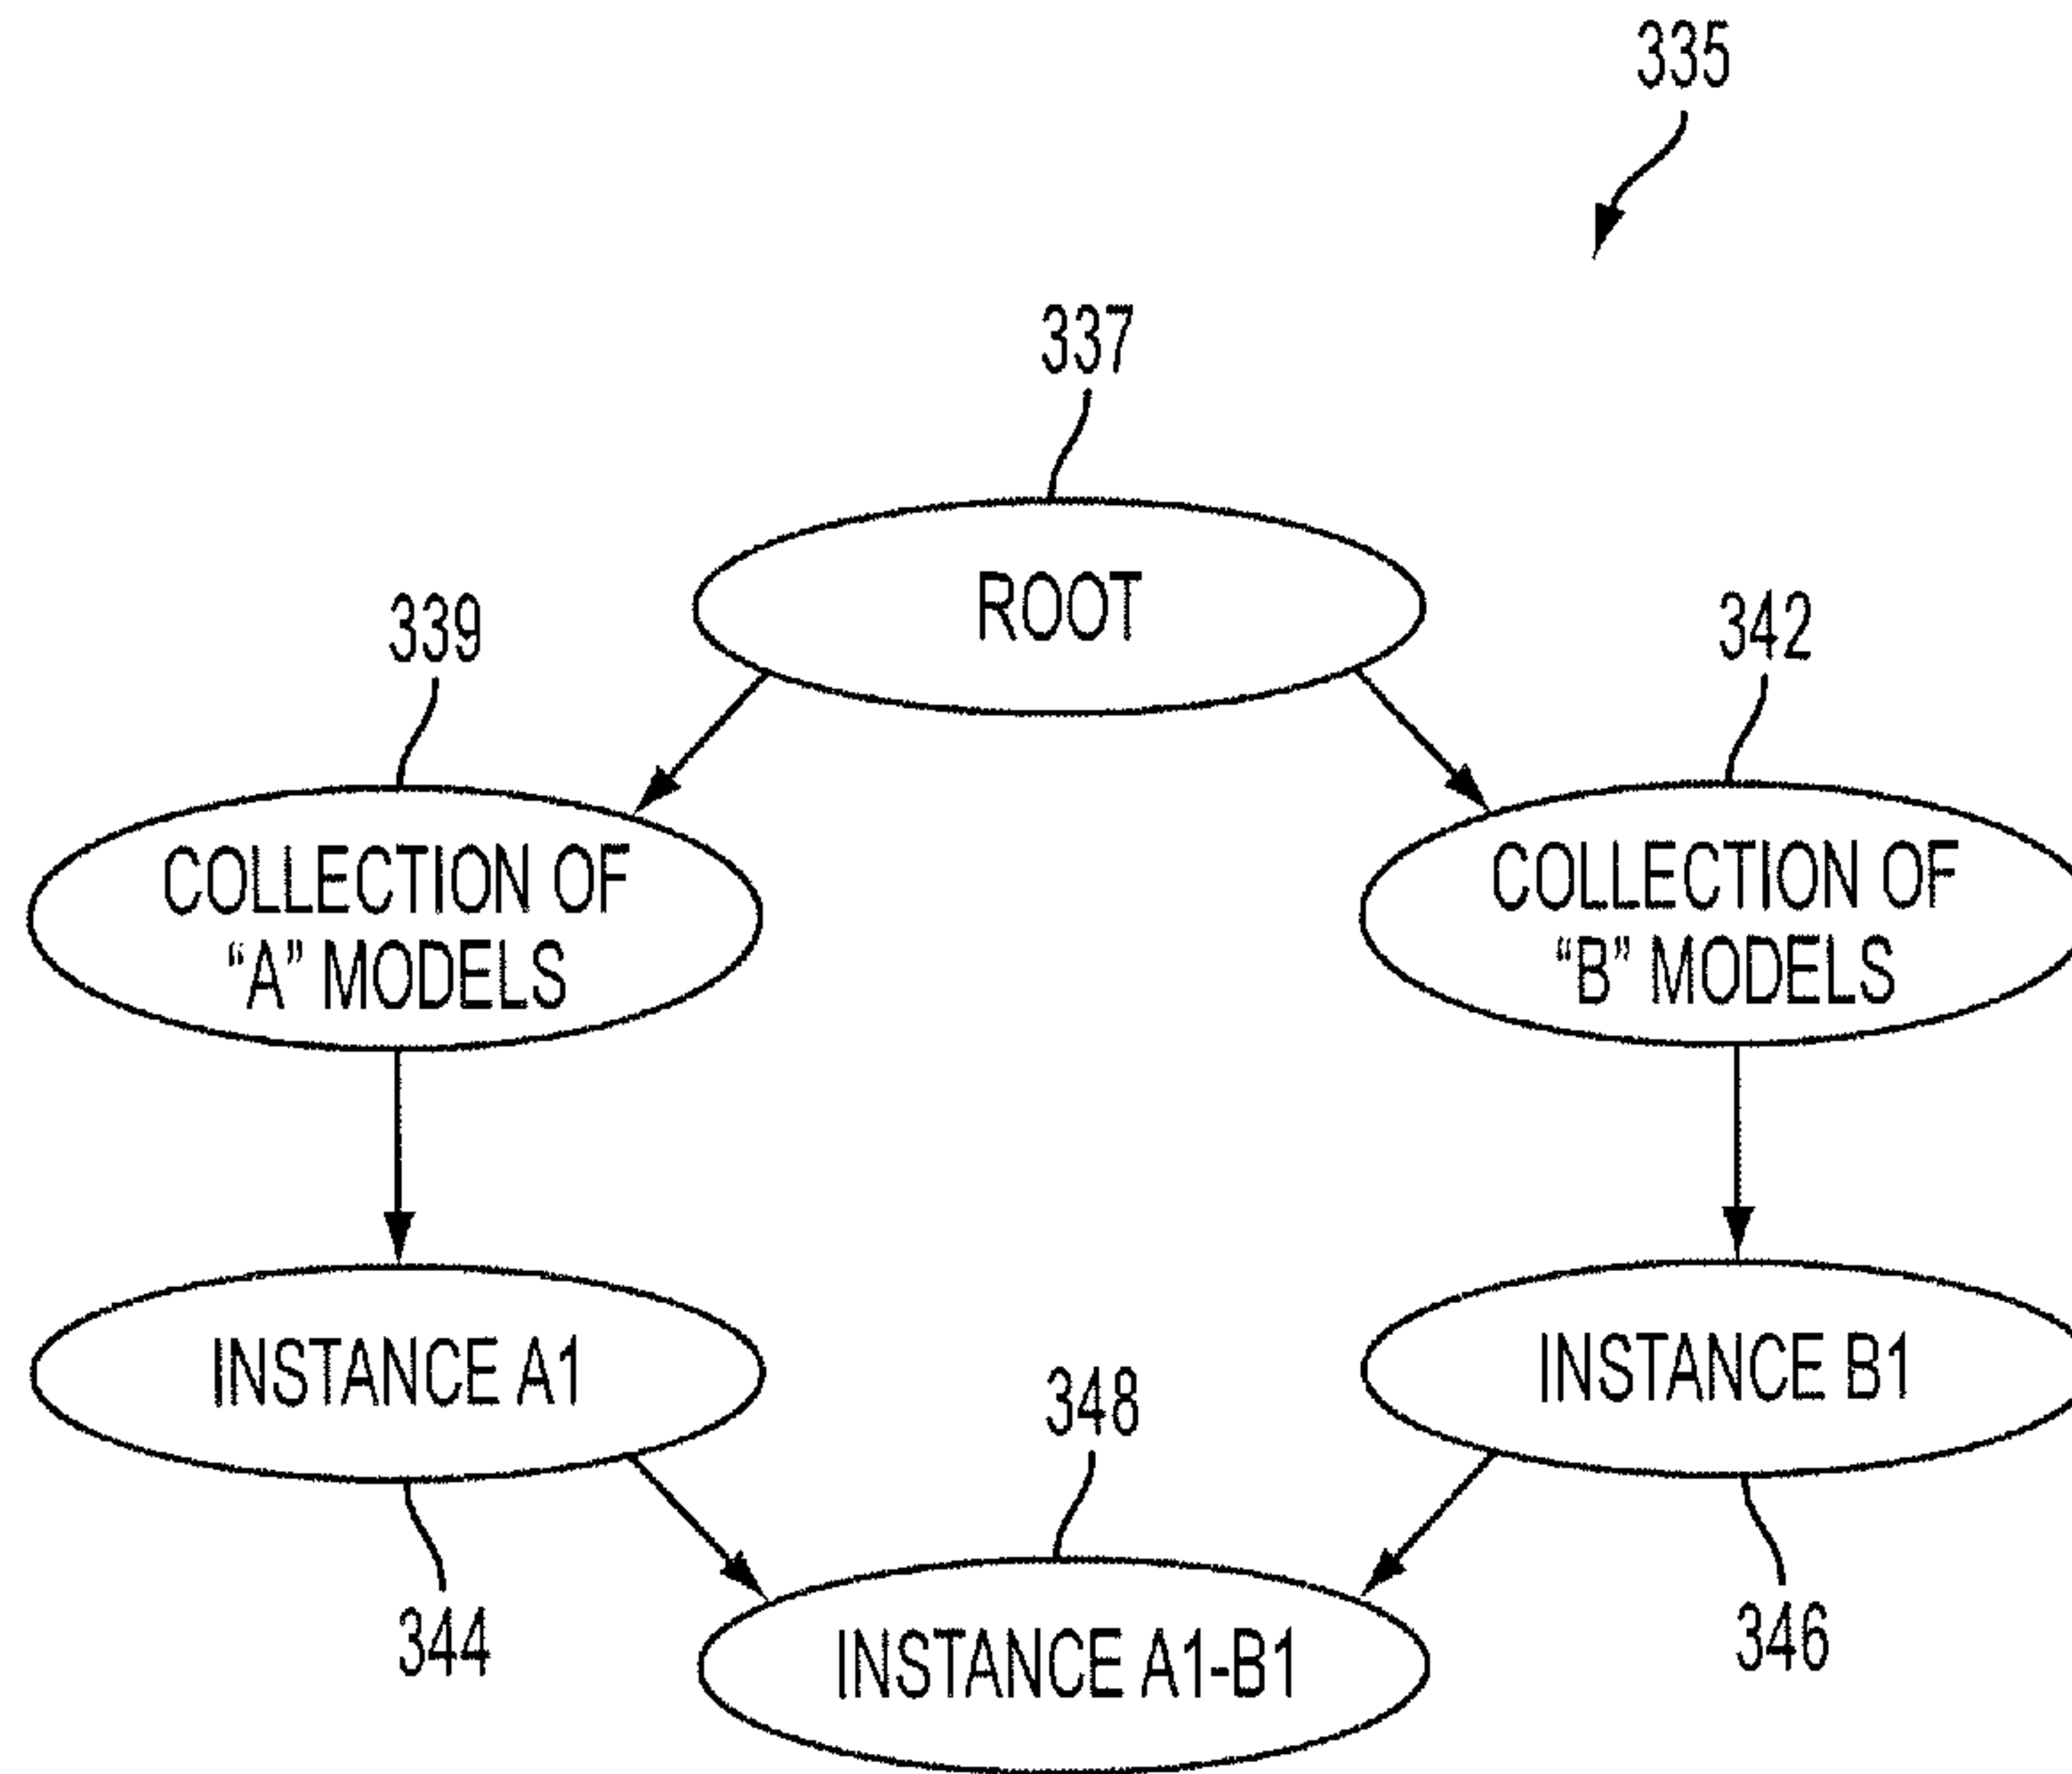 335
337
ROOT
339
342
COLLECTION OF
“A” MODELS
COLLECTION OF
“B” MODELS
INSTANCE A1
INSTANCE B1
348
344
346
INSTANCE A1-B1